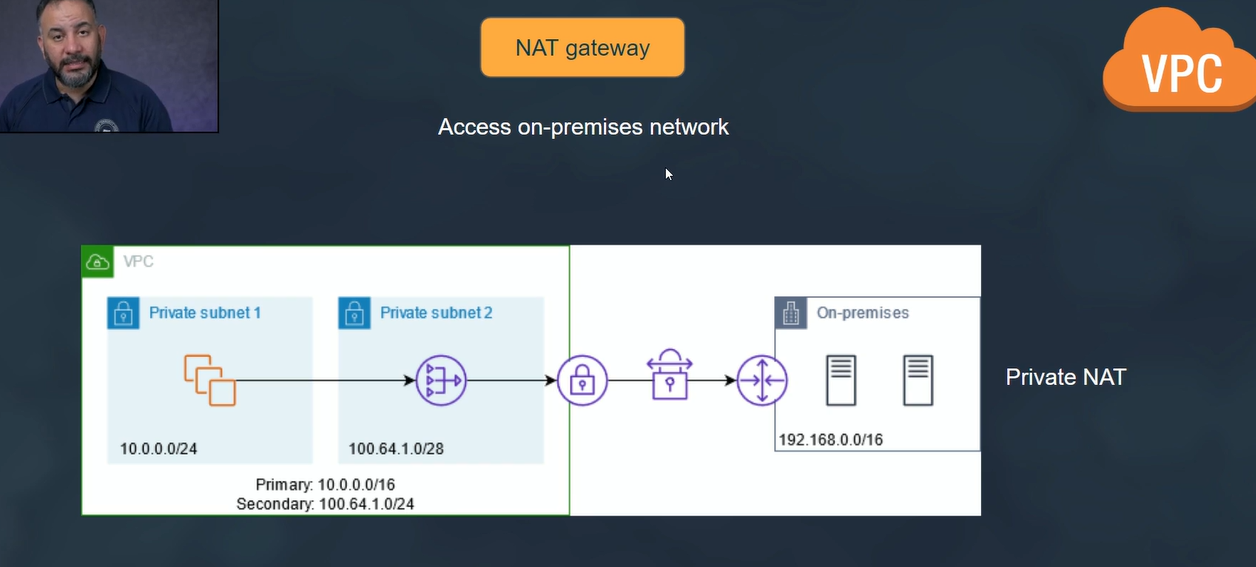 NAT gateway
VPC
Access on-premises network
VPC
Private subnet 1
Private subnet 2
On-premises
Private NAT
10.0.0.0/24
100.64.1.0/28
192.168.0.0/16
Primary: 10.0.0.0/16
Secondary: 100.64.1.0/24